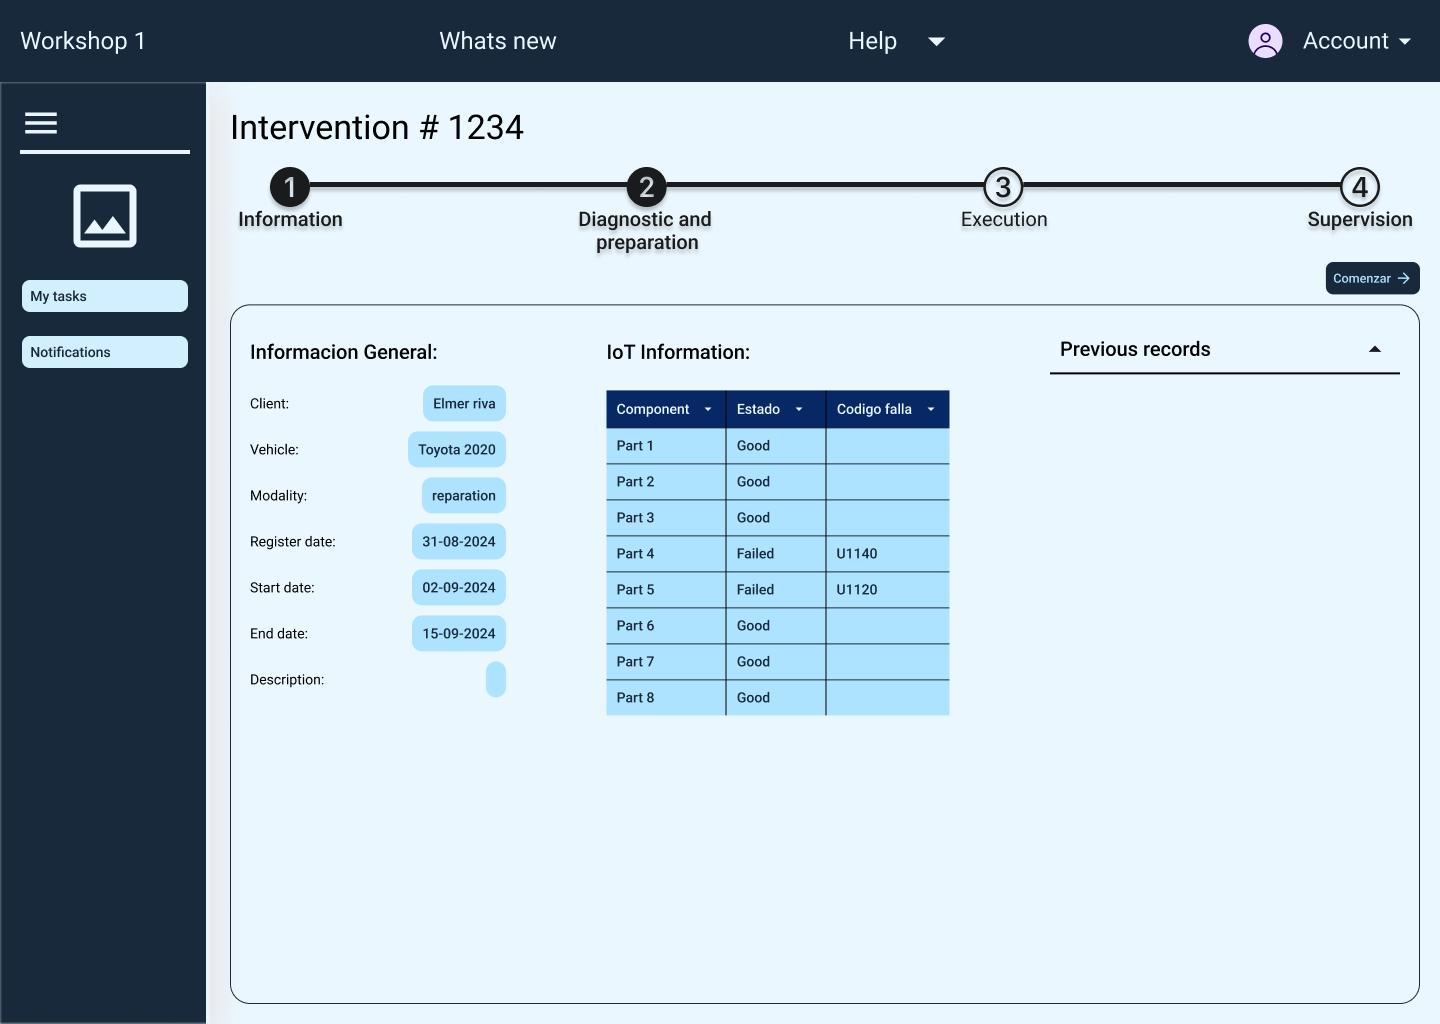 Workshop 1
Whats new
Help
Account
My tasks
Notifications
Intervention # 1234
1
2
3
4
Information
Diagnostic and
preparation
Execution
Supervision
Comenzar
Informacion General:
Client:
Elmer riva
Vehicle:
Toyota 2020
Modality:
reparation
Register date:
31-08-2024
Start date:
02-09-2024
End date:
15-09-2024
Description:
IoT Information:
Component Estado Codigo falla
Part 1 Good
Part 2 Good
Part 3 Good
Part 4 Failed U1140
Part 5 Failed U1120
Part 6 Good
Part 7 Good
Part 8 Good
Previous records